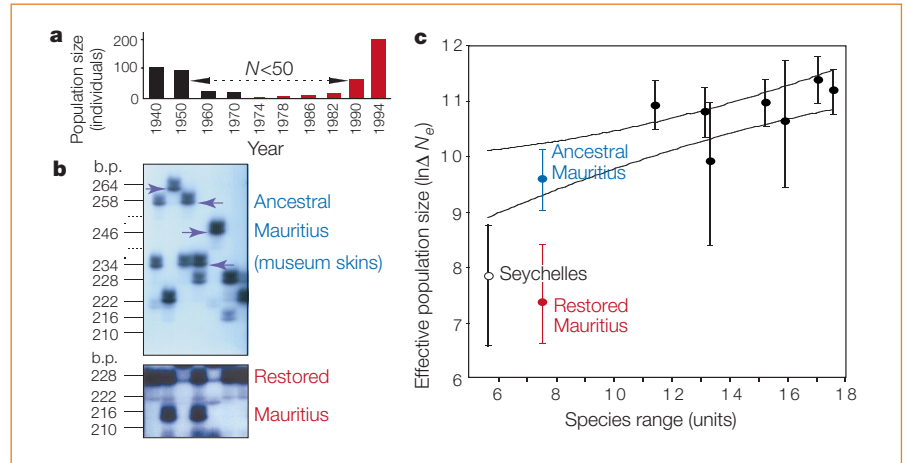 a
Population size
(individuals)
200
100
0
N<50
1940
1950
1960
1970
1974
1978
1986
1982
1990
1994
Year
b
b.p.
264
258
246
234
228
222
216
210
Ancestral
Mauritius
(museum skins)
b.p.
228
222
216
210
Restored
Mauritius
c
Effective population size (lnΔ Ne)
12
11
10
9
8
7
6
Ancestral
Mauritius
Seychelles
Restored
Mauritius
6
8
10
12
14
16
18
Species range (units)